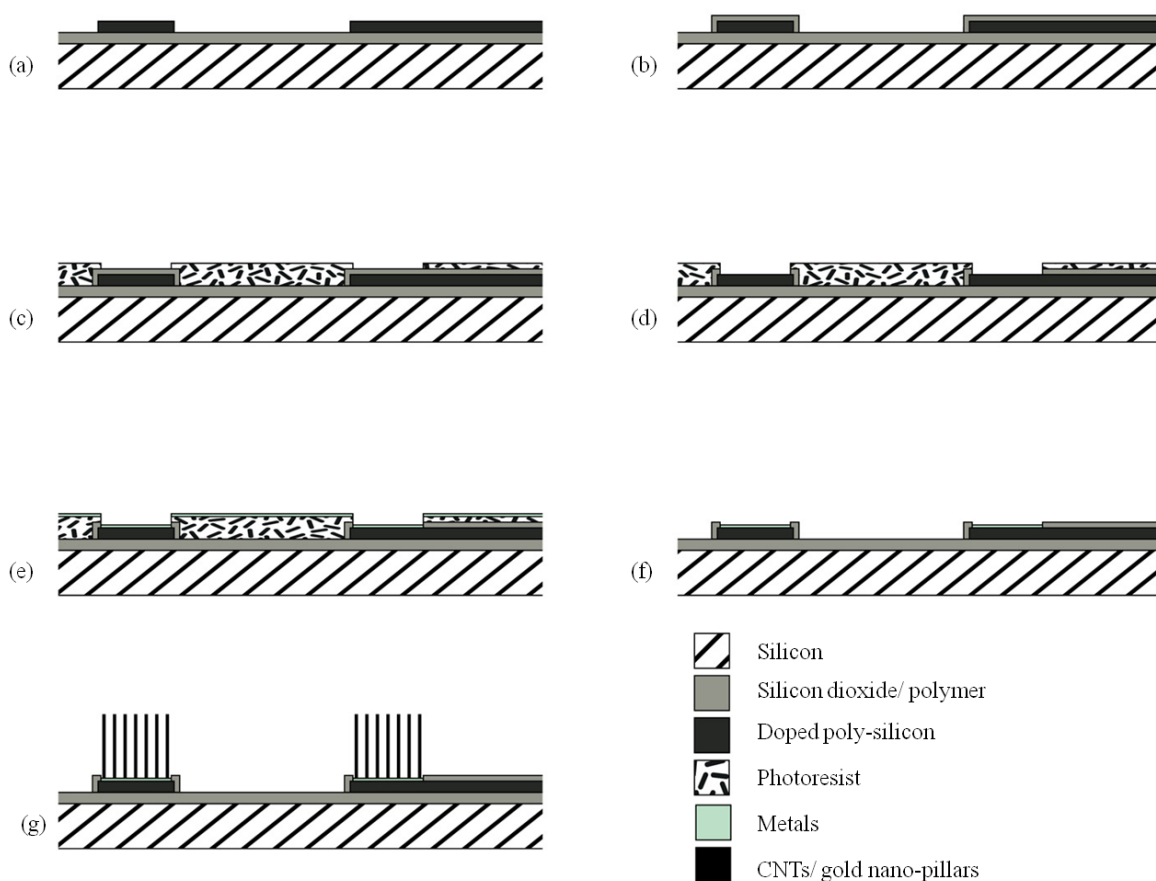 (a)
(b)
(c)
(d)
(e)
(f)
(g)
Silicon
Silicon dioxide/ polymer
Doped poly-silicon
Photoresist
Metals
CNTs/ gold nano-pillars